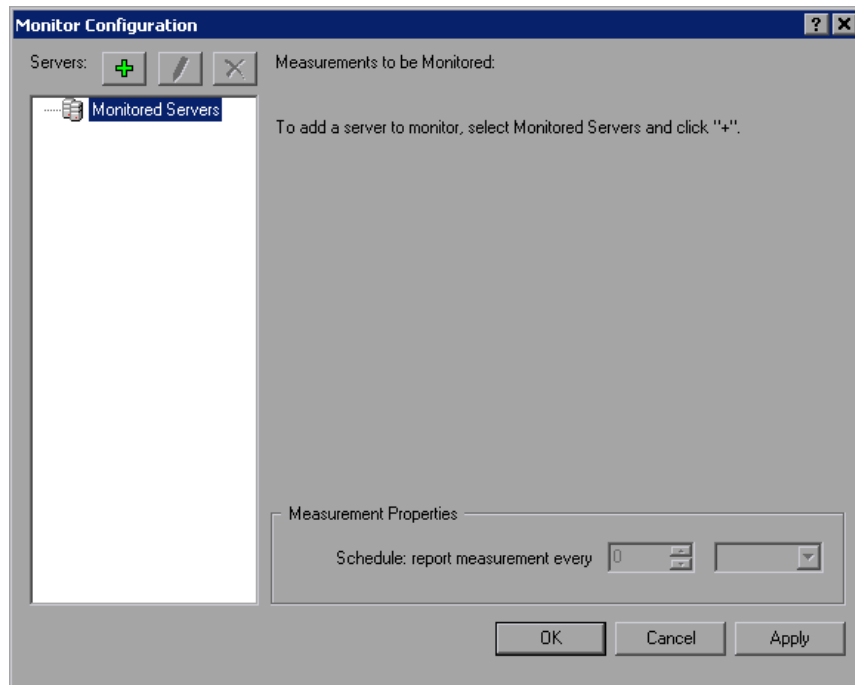 Monitor Configuration
Servers:
Measurements to be Monitored:
Monitored Servers
To add a server to monitor, select Monitored Servers and click "+".
Measurement Properties
Schedule: report measurement every 0
OK Cancel Apply